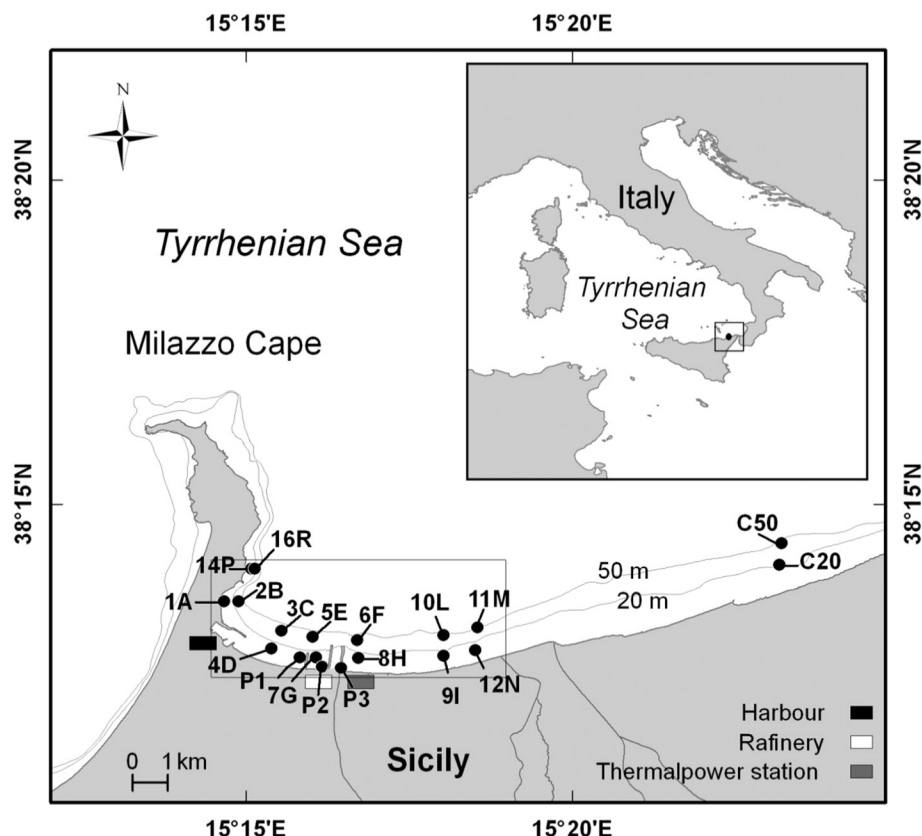 15°15'E 15°20'E
N
38°20'N
38°20'N
Italy
Tyrrhenian Sea
Tyrrhenian
Sea
Milazzo Cape
38°15'N
38°15'N
C50
16R
14P
50 m
C20
1A
2B
11M
20 m
3C
5E
6F
10L
4D
P1
7G
P2
P3
8H
9I
12N
Harbour
Rafinery
Sicily
Thermalpower station
0 1 km
15°15'E 15°20'E